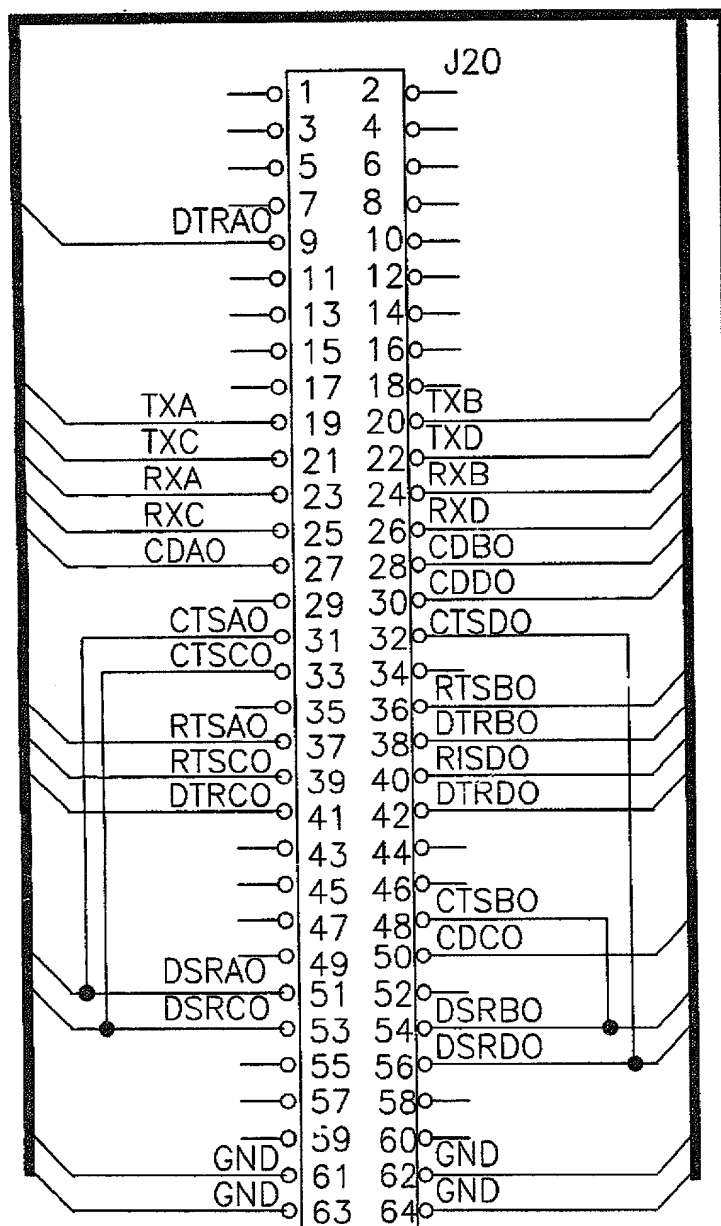 J20
1 2
3 4
5 6
7 8
DTRAO 9 10
11 12
13 14
15 16
17 18
TXA 19 20 TXB
TXC 21 22 TXD
RXA 23 24 RXB
RXC 25 26 RXD
CDAO 27 28 CDBO
29 30 CDDO
CTSAO 31 32 CTSDO
CTSCO 33 34
35 36 RTSBO
RTSAO 37 38 DTRBO
RTSCO 39 40 RISDO
DTRCO 41 42 DTRDO
43 44
45 46
47 48 CTSBO
49 50 CDCO
DSRAO 51 52
DSRCO 53 54 DSRBO
55 56 DSRDO
57 58
59 60
GND 61 62 GND
GND 63 64 GND